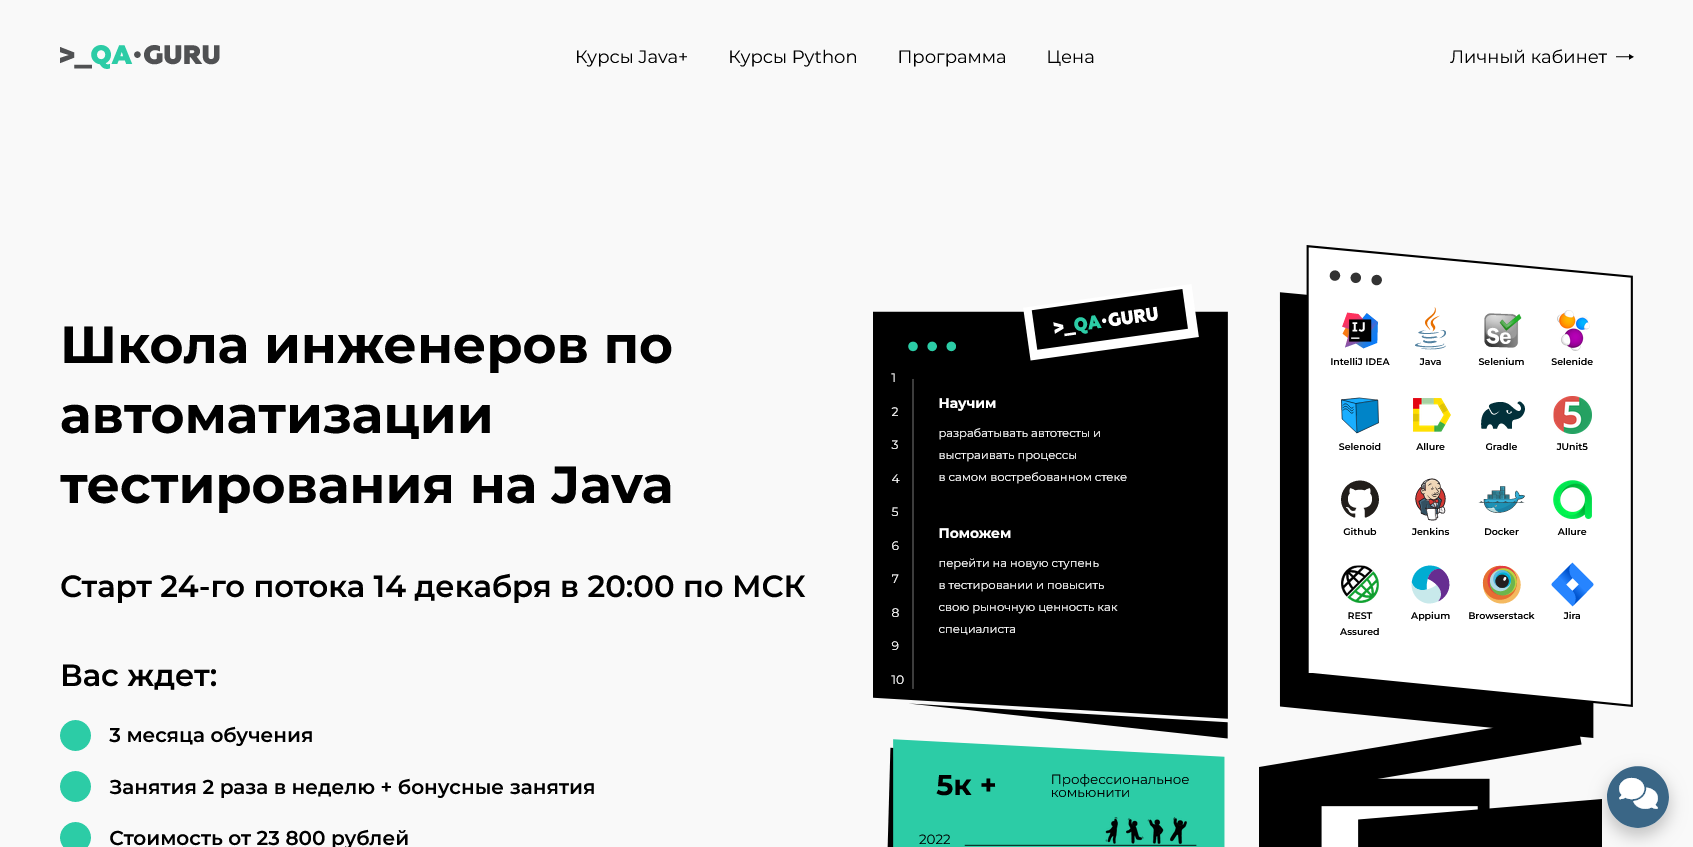 >_QA·GURU
Курсы Java+
Курсы Python
Программа
Цена
Личный кабинет →
Школа инженеров по
автоматизации
тестирования на Java
Старт 24-го потока 14 декабря в 20:00 по МСК
Вас ждет:
3 месяца обучения
Занятия 2 раза в неделю + бонусные занятия
Стоимость от 23 800 рублей
>_QA·GURU
1
2
3
4
5
6
7
8
9
10
Научим
разрабатывать автотесты и
выстраивать процессы
в самом востребованном стеке
Поможем
перейти на новую ступень
в тестировании и повысить
свою рыночную ценность как
специалиста
5к +
Профессиональное
комьюнити
2022
IJ
Se
IntelliJ IDEA
Java
Selenium
Selenide
5
Selenoid
Allure
Gradle
JUnit5
Github
Jenkins
Docker
Allure
REST
Assured
Appium
Browserstack
Jira